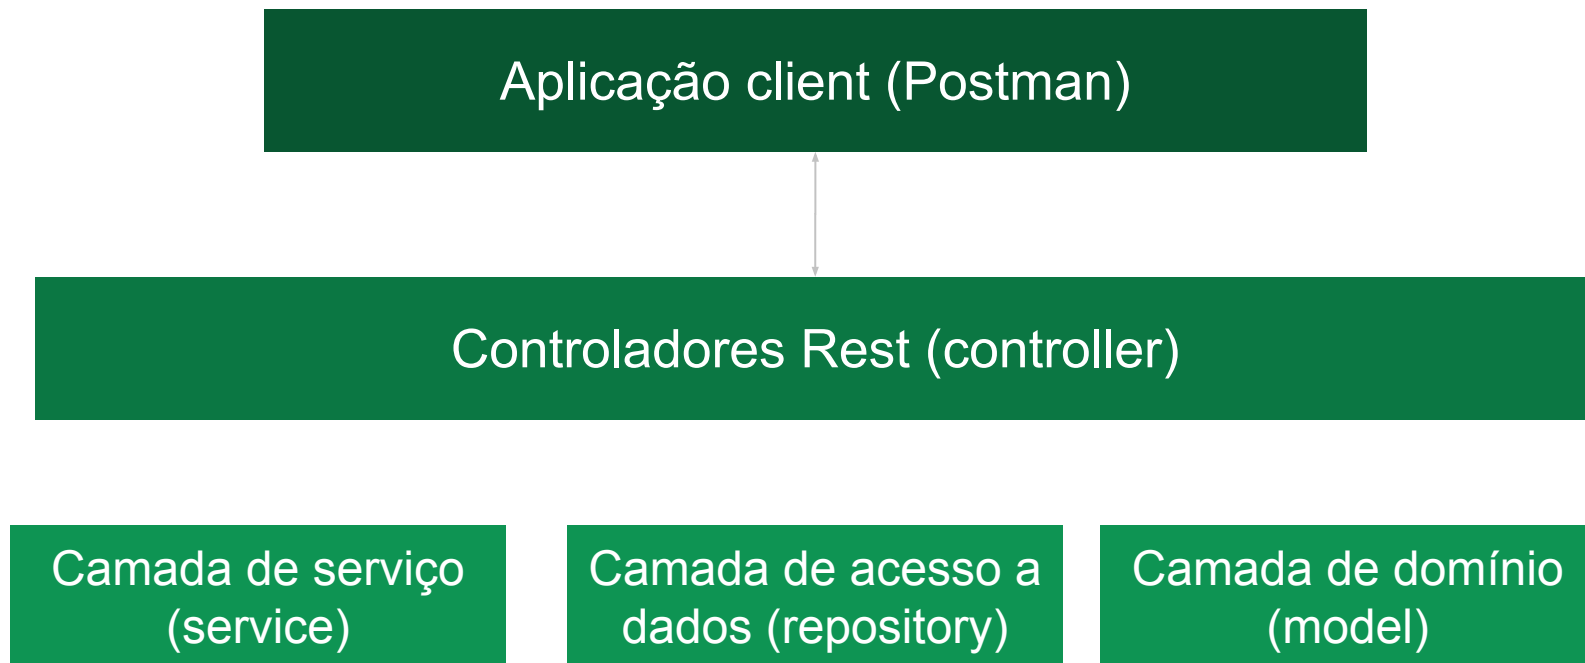 Aplicação client (Postman)
Controladores Rest (controller)
Camada de serviço
(service)
Camada de acesso a
dados (repository)
Camada de domínio
(model)